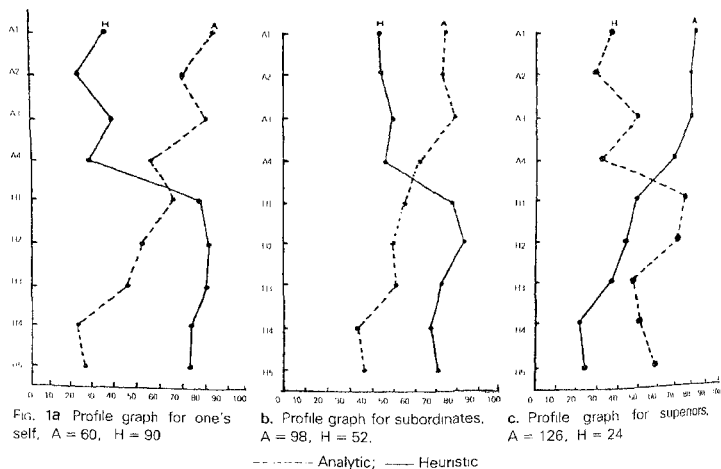 H A
H A
H A
A1
A2
A3
A4
H1
H2
H3
H4
H5
A1
A2
A3
A4
H1
H3
H4
H5
A1
A2
A3
A4
H1
H2
H3
H4
H5
0 10 20 30 40 50 60 70 80 90 100
0 10 20 30 40 50 60 70 80 90 100
0 10 20 30 40 50 60 70 80 90 100
FIG. 1a Profile graph for one's
self, A = 60, H = 90
b. Profile graph for subordinates,
A = 98, H = 52.
c. Profile graph for superiors,
A = 126, H = 24
Analytic; Heuristic